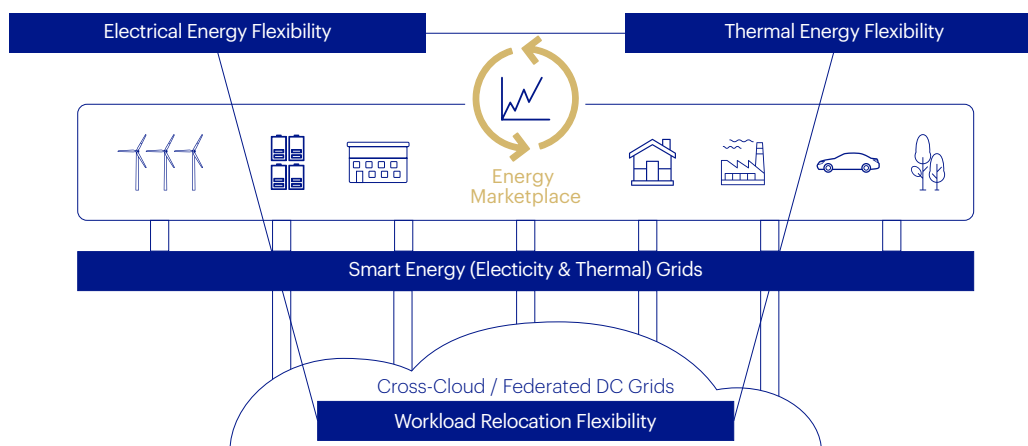 Electrical Energy Flexibility
Thermal Energy Flexibility
Energy
Marketplace
Smart Energy (Electicity & Thermal) Grids
Cross-Cloud / Federated DC Grids
Workload Relocation Flexibility